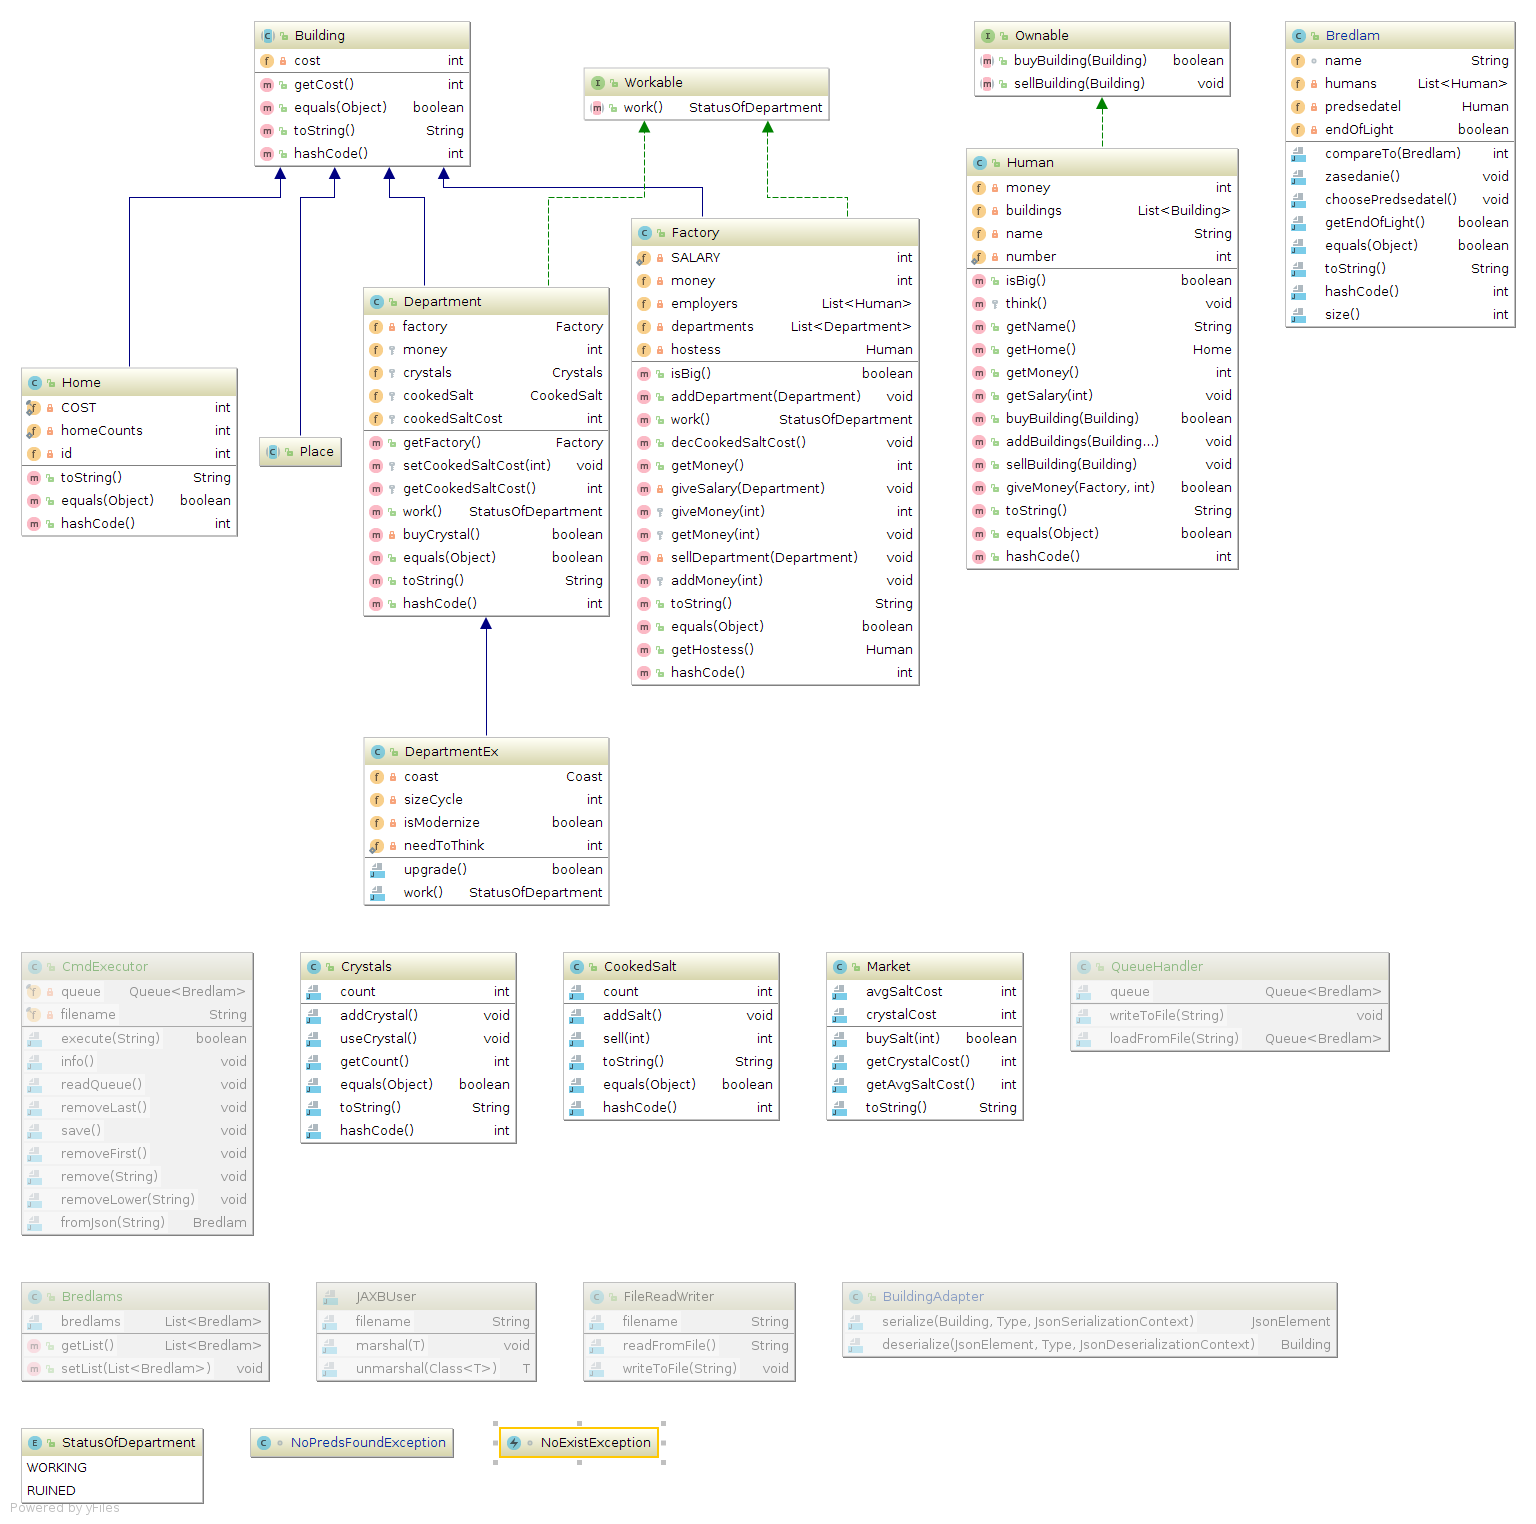 Building
cost int
getCost() int
equals(Object) boolean
toString() String
hashCode() int
Workable
work() StatusOfDepartment
Ownable
buyBuilding(Building) boolean
sellBuilding(Building) void
Bredlam
name String
humans List<Human>
predsedatel Human
endOfLight boolean
compareTo(Bredlam) int
zasedanie() void
choosePredsedatel() void
getEndOfLight() boolean
equals(Object) boolean
toString() String
hashCode() int
size() int
Human
money int
buildings List<Building>
name String
number int
isBig() boolean
think() void
getName() String
getHome() Home
getMoney() int
getSalary(int) void
buyBuilding(Building) boolean
addBuildings(Building...) void
sellBuilding(Building) void
giveMoney(Factory, int) boolean
toString() String
equals(Object) boolean
hashCode() int
Factory
SALARY int
money int
employers List<Human>
departments List<Department>
hostess Human
isBig() boolean
addDepartment(Department) void
work() StatusOfDepartment
decCookedSaltCost() void
getMoney() int
giveSalary(Department) void
giveMoney(int) int
getMoney(int) void
sellDepartment(Department) void
addMoney(int) void
toString() String
equals(Object) boolean
getHostess() Human
hashCode() int
Department
factory Factory
money int
crystals Crystals
cookedSalt CookedSalt
cookedSaltCost int
getFactory() Factory
setCookedSaltCost(int) void
getCookedSaltCost() int
work() StatusOfDepartment
buyCrystal() boolean
equals(Object) boolean
toString() String
hashCode() int
Home
COST int
homeCounts int
id int
toString() String
equals(Object) boolean
hashCode() int
Place
DepartmentEx
coast Coast
sizeCycle int
isModernize boolean
needToThink int
upgrade() boolean
work() StatusOfDepartment
CmdExecutor
queue Queue<Bredlam>
filename String
execute(String) boolean
info() void
readQueue() void
removeLast() void
save() void
removeFirst() void
remove(String) void
removeLower(String) void
fromJson(String) Bredlam
Crystals
count int
addCrystal() void
useCrystal() void
getCount() int
equals(Object) boolean
toString() String
hashCode() int
CookedSalt
count int
addSalt() void
sell(int) int
toString() String
equals(Object) boolean
hashCode() int
Market
avgSaltCost int
crystalCost int
buySalt(int) boolean
getCrystalCost() int
getAvgSaltCost() int
toString() String
QueueHandler
queue Queue<Bredlam>
writeToFile(String) void
loadFromFile(String) Queue<Bredlam>
Bredlams
bredlams List<Bredlam>
getList() List<Bredlam>
setList(List<Bredlam>) void
JAXBUser
filename String
marshal(T) void
unmarshal(Class<T>) T
FileReadWriter
filename String
readFromFile() String
writeToFile(String) void
BuildingAdapter
serialize(Building, Type, JsonSerializationContext) JsonElement
deserialize(JsonElement, Type, JsonDeserializationContext) Building
StatusOfDepartment
WORKING
RUINED
NoPredsFoundException
NoExistException
Powered by yFiles